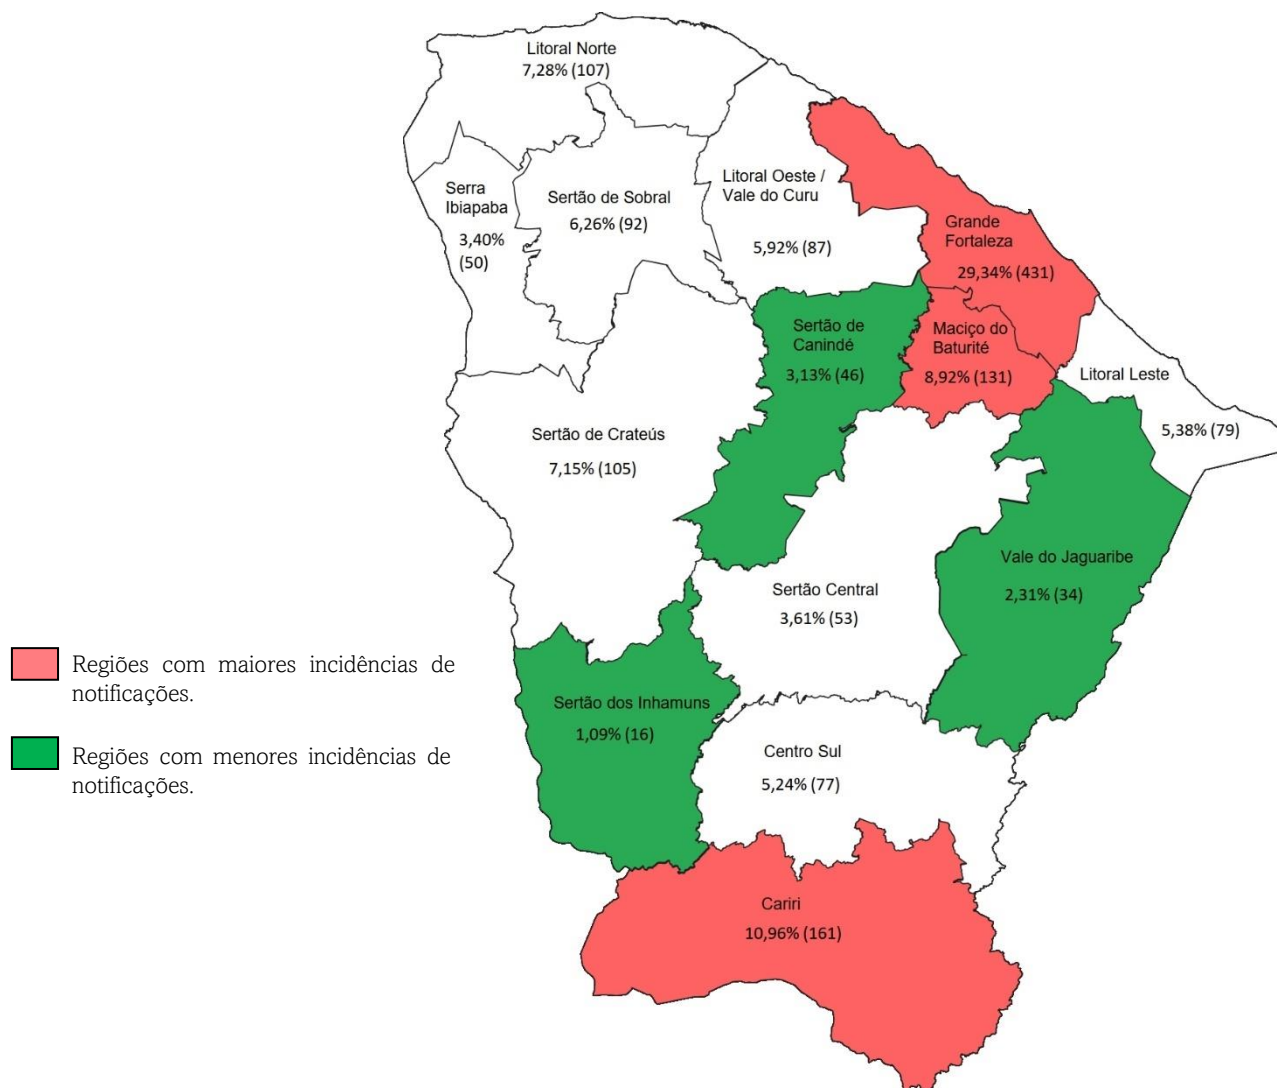 Litoral Norte
7,28% (107)
Serra
Ibiapaba
3,40%
(50)
Sertão de Sobral
6,26% (92)
Litoral Oeste /
Vale do Curu
5,92% (87)
Grande
Fortaleza
29,34% (431)
Sertão de
Canindé
3,13% (46)
Maciço do
Baturité
8,92% (131)
Litoral Leste
5,38% (79)
Sertão de Crateús
7,15% (105)
Sertão Central
3,61% (53)
Vale do Jaguaribe
2,31% (34)
Sertão dos Inhamuns
1,09% (16)
Centro Sul
5,24% (77)
Cariri
10,96% (161)
Regiões com maiores incidências de
notificações.
Regiões com menores incidências de
notificações.